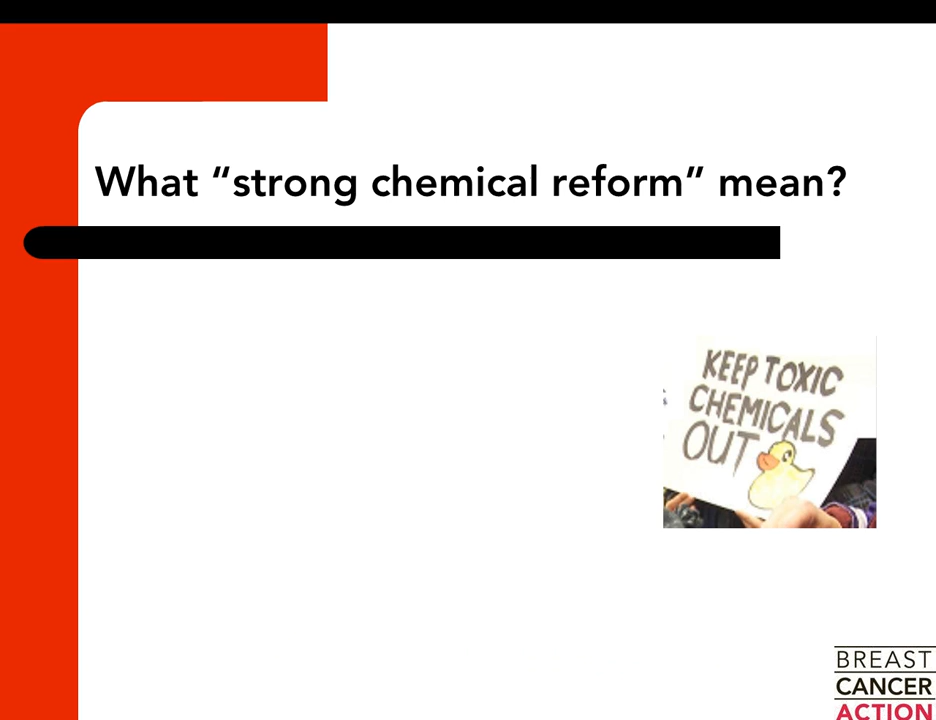 What “strong chemical reform” mean?
KEEP TOXIC
CHEMICALS
OUT
BREAST
CANCER
ACTION